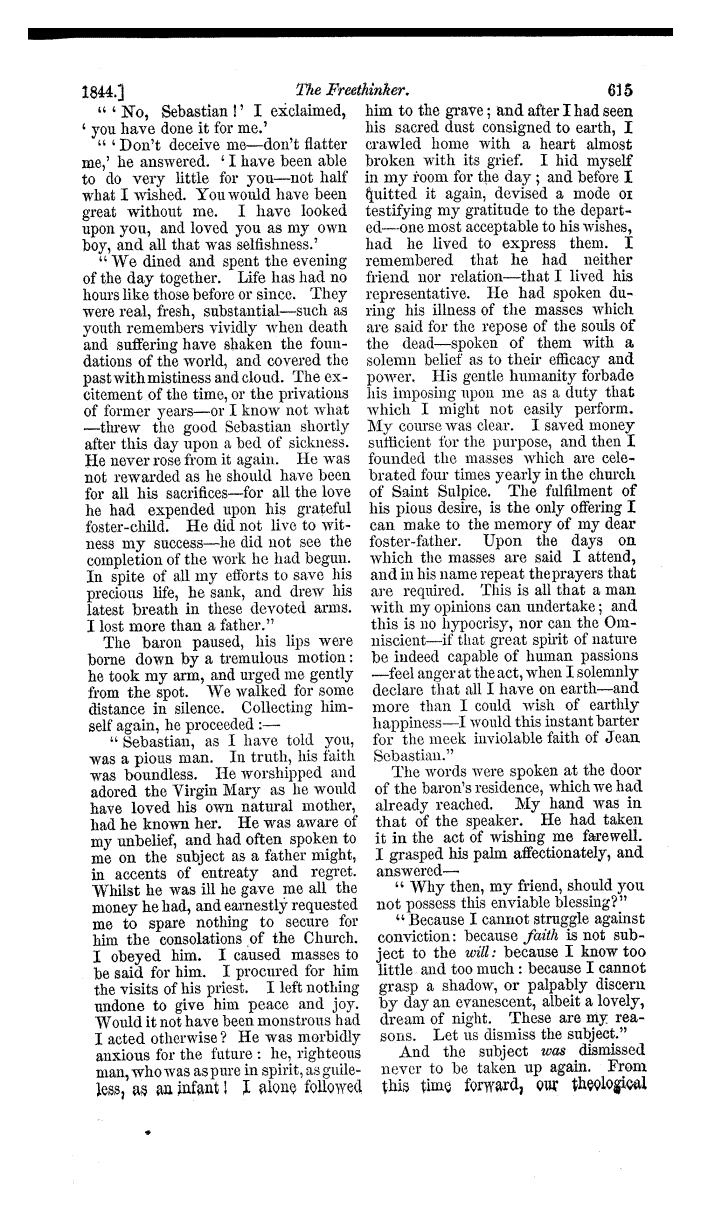 1844.] The Freethinker. 615
“ ‘ No, Sebastian !’ I exclaimed,
‘ you have done it for me.’
“ ‘ Don’t deceive me—don’t flatter
me,’ he answered. ‘ I have been able
to do very little for you—not half
what I wished. You would have been
great without me. I have looked
upon you, and loved you as my own
boy, and all that was selfishness.’
“ We dined and spent the evening
of the day together. Life has had no
hours like those before or since. They
were real, fresh, substantial—such as
youth remembers vividly when death
and suffering have shaken the foun-
dations of the world, and covered the
past with mistiness and cloud. The ex-
citement of the time, or the privations
of former years—or I know not what
—threw the good Sebastian shortly
after this day upon a bed of sickness.
He never rose from it again. He was
not rewarded as he should have been
for all his sacrifices—for all the love
he had expended upon his grateful
foster-child. He did not live to wit-
ness my success—he did not see the
completion of the work he had begun.
In spite of all my efforts to save his
precious life, he sank, and drew his
latest breath in these devoted arms.
I lost more than a father.”
The baron paused, his lips were
borne down by a tremulous motion :
he took my arm, and urged me gently
from the spot. We walked for some
distance in silence. Collecting him-
self again, he proceeded :—
“ Sebastian, as I have told you,
was a pious man. In truth, his faith
was boundless. He worshipped and
adored the Virgin Mary as he would
have loved his own natural mother,
had he known her. He was aware of
my unbelief, and had often spoken to
me on the subject as a father might,
in accents of entreaty and regret.
Whilst he was ill he gave me all the
money he had, and earnestly requested
me to spare nothing to secure for
him the consolations of the Church.
I obeyed him. I caused masses to
be said for him. I procured for him
the visits of his priest. I left nothing
undone to give him peace and joy.
Would it not have been monstrous had
I acted otherwise ? He was morbidly
anxious for the future : he, righteous
man, who was as pure in spirit, as guile-
less, as an infant ! I alone followed
him to the grave ; and after I had seen
his sacred dust consigned to earth, I
crawled home with a heart almost
broken with its grief. I hid myself
in my room for the day ; and before I
quitted it again, devised a mode of
testifying my gratitude to the depart-
ed—one most acceptable to his wishes,
had he lived to express them. I
remembered that he had neither
friend nor relation—that I lived his
representative. He had spoken du-
ring his illness of the masses which
are said for the repose of the souls of
the dead—spoken of them with a
solemn belief as to their efficacy and
power. His gentle humanity forbade
his imposing upon me as a duty that
which I might not easily perform.
My course was clear. I saved money
sufficient for the purpose, and then I
founded the masses which are cele-
brated four times yearly in the church
of Saint Sulpice. The fulfilment of
his pious desire, is the only offering I
can make to the memory of my dear
foster-father. Upon the days on
which the masses are said I attend,
and in his name repeat the prayers that
are required. This is all that a man
with my opinions can undertake ; and
this is no hypocrisy, nor can the Om-
niscient—if that great spirit of nature
be indeed capable of human passions
—feel anger at the act, when I solemnly
declare that all I have on earth—and
more than I could wish of earthly
happiness—I would this instant barter
for the meek inviolable faith of Jean
Sebastian.”
The words were spoken at the door
of the baron’s residence, which we had
already reached. My hand was in
that of the speaker. He had taken
it in the act of wishing me farewell.
I grasped his palm affectionately, and
answered—
“ Why then, my friend, should you
not possess this enviable blessing?”
“ Because I cannot struggle against
conviction : because faith is not sub-
ject to the will : because I know too
little and too much : because I cannot
grasp a shadow, or palpably discern
by day an evanescent, albeit a lovely,
dream of night. These are my rea-
sons. Let us dismiss the subject.”
And the subject was dismissed
never to be taken up again. From
this time forward, our theological